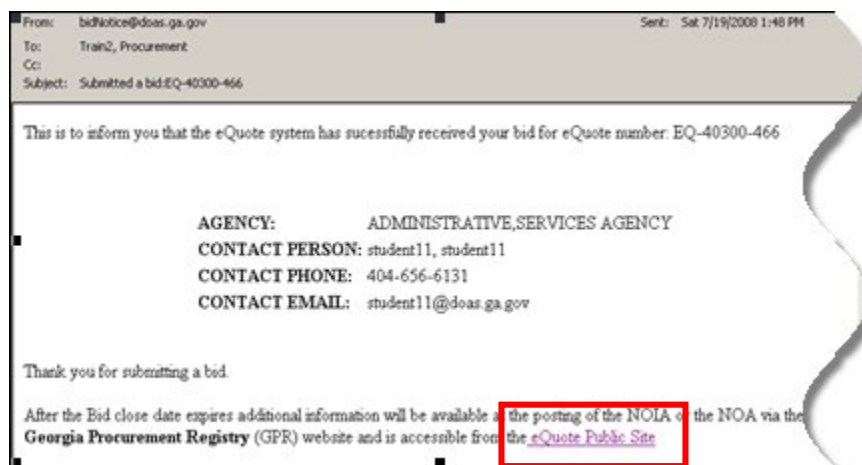 From: bidNotice@doas.ga.gov Sent: Sat 7/19/2008 1:48 PM
To: Train2, Procurement
Cc:
Subject: Submitted a bid:EQ-40300-466
This is to inform you that the eQuote system has sucessfully received your bid for eQuote number: EQ-40300-466
AGENCY: ADMINISTRATIVE,SERVICES AGENCY
CONTACT PERSON: student11, student11
CONTACT PHONE: 404-656-6131
CONTACT EMAIL: student11@doas.ga.gov
Thank you for submitting a bid.
After the Bid close date expires additional information will be available at the posting of the NOIA or the NOA via the
Georgia Procurement Registry (GPR) website and is accessible from the eQuote Public Site